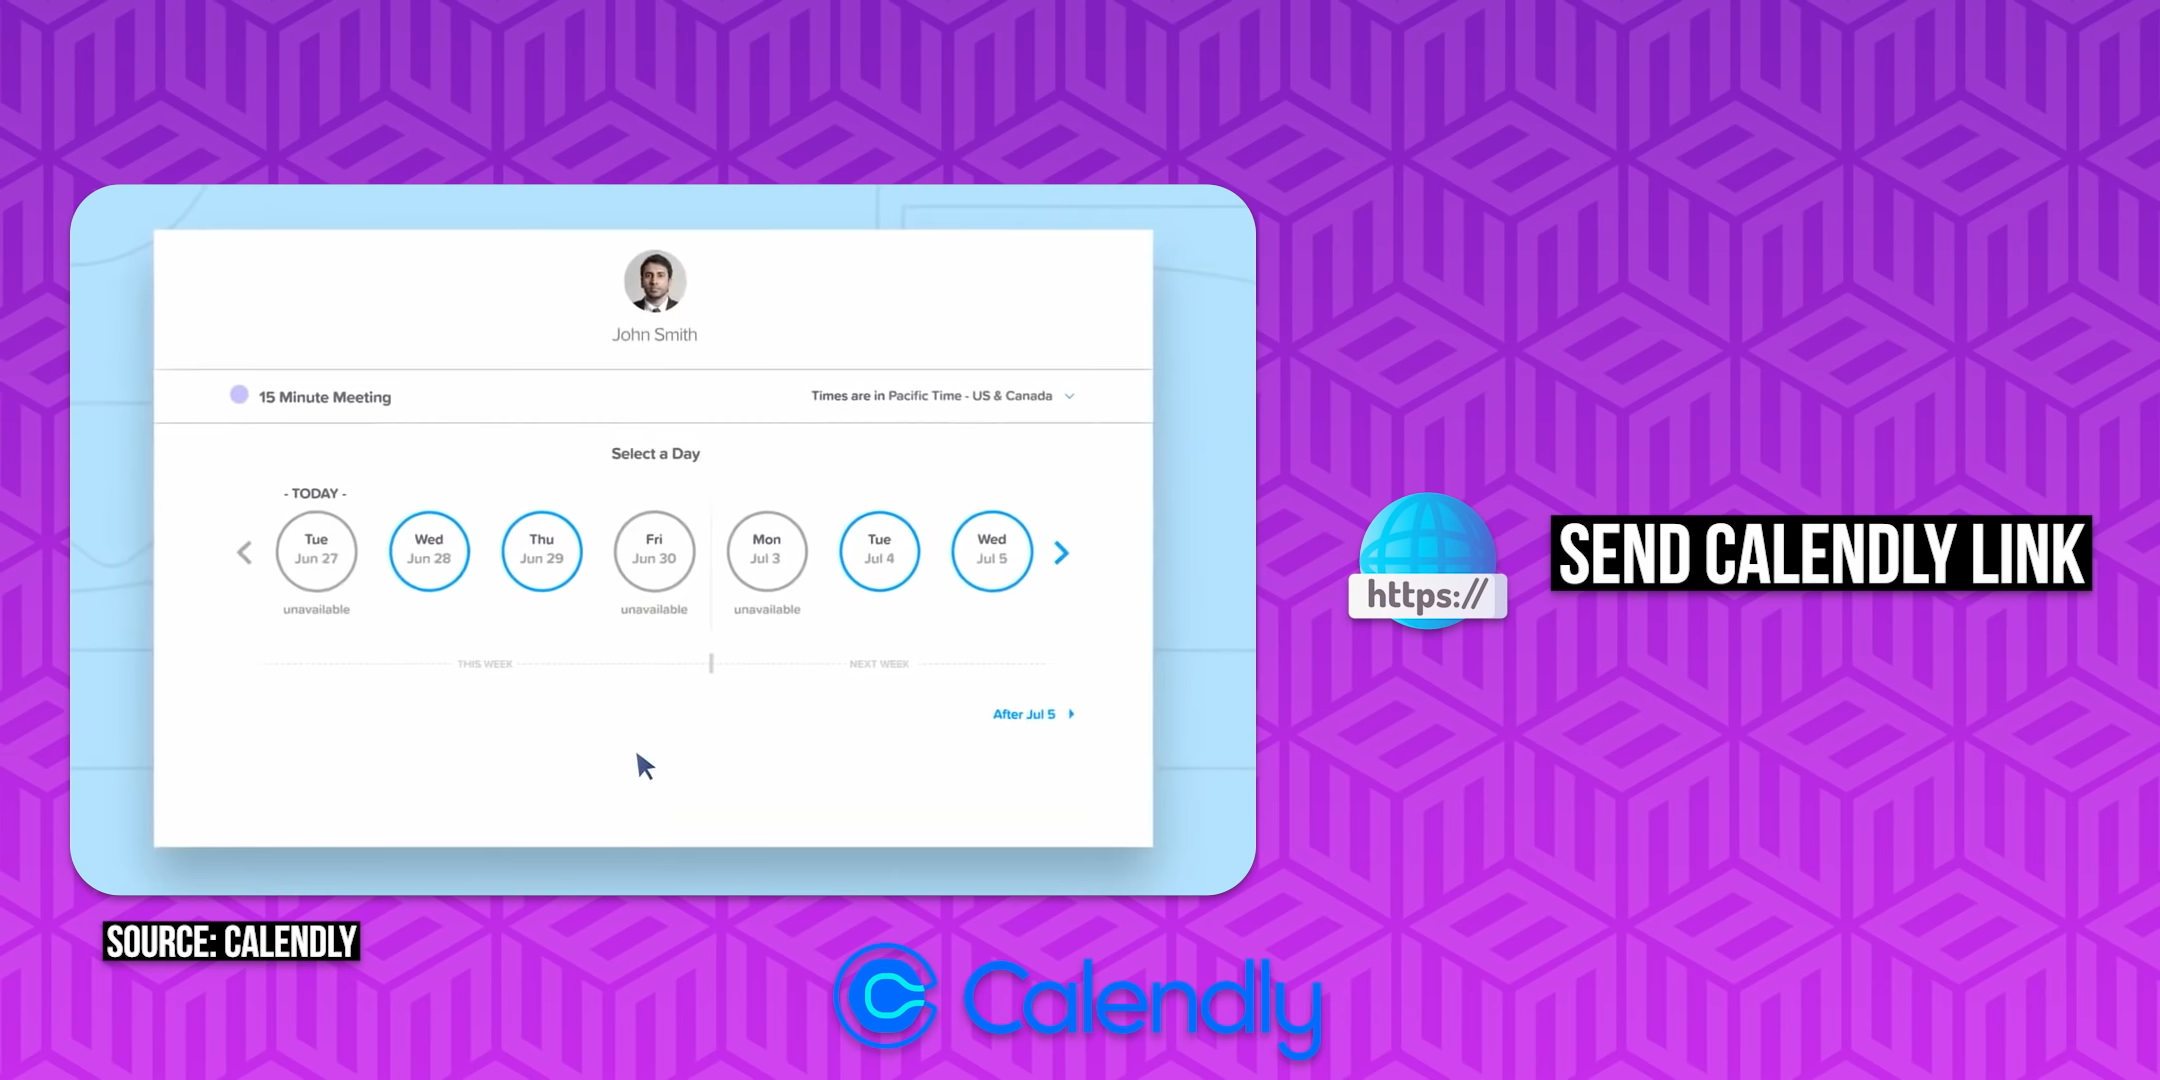 John Smith
15 Minute Meeting
Times are in Pacific Time - US & Canada
Select a Day
- TODAY -
Tue
Jun 27
unavailable
Wed
Jun 28
Thu
Jun 29
Fri
Jun 30
unavailable
Mon
Jul 3
unavailable
Tue
Jul 4
Wed
Jul 5
THIS WEEK
NEXT WEEK
After Jul 5
https://
SEND CALENDLY LINK
SOURCE: CALENDLY
Calendly